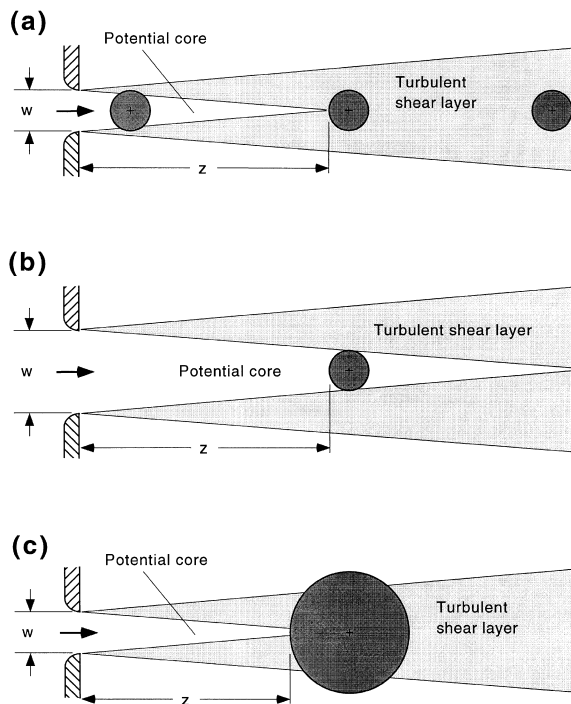 (a)
Potential core
w
Turbulent
shear layer
z
(b)
Turbulent shear layer
w
Potential core
z
(c)
Potential core
w
Turbulent
shear layer
z